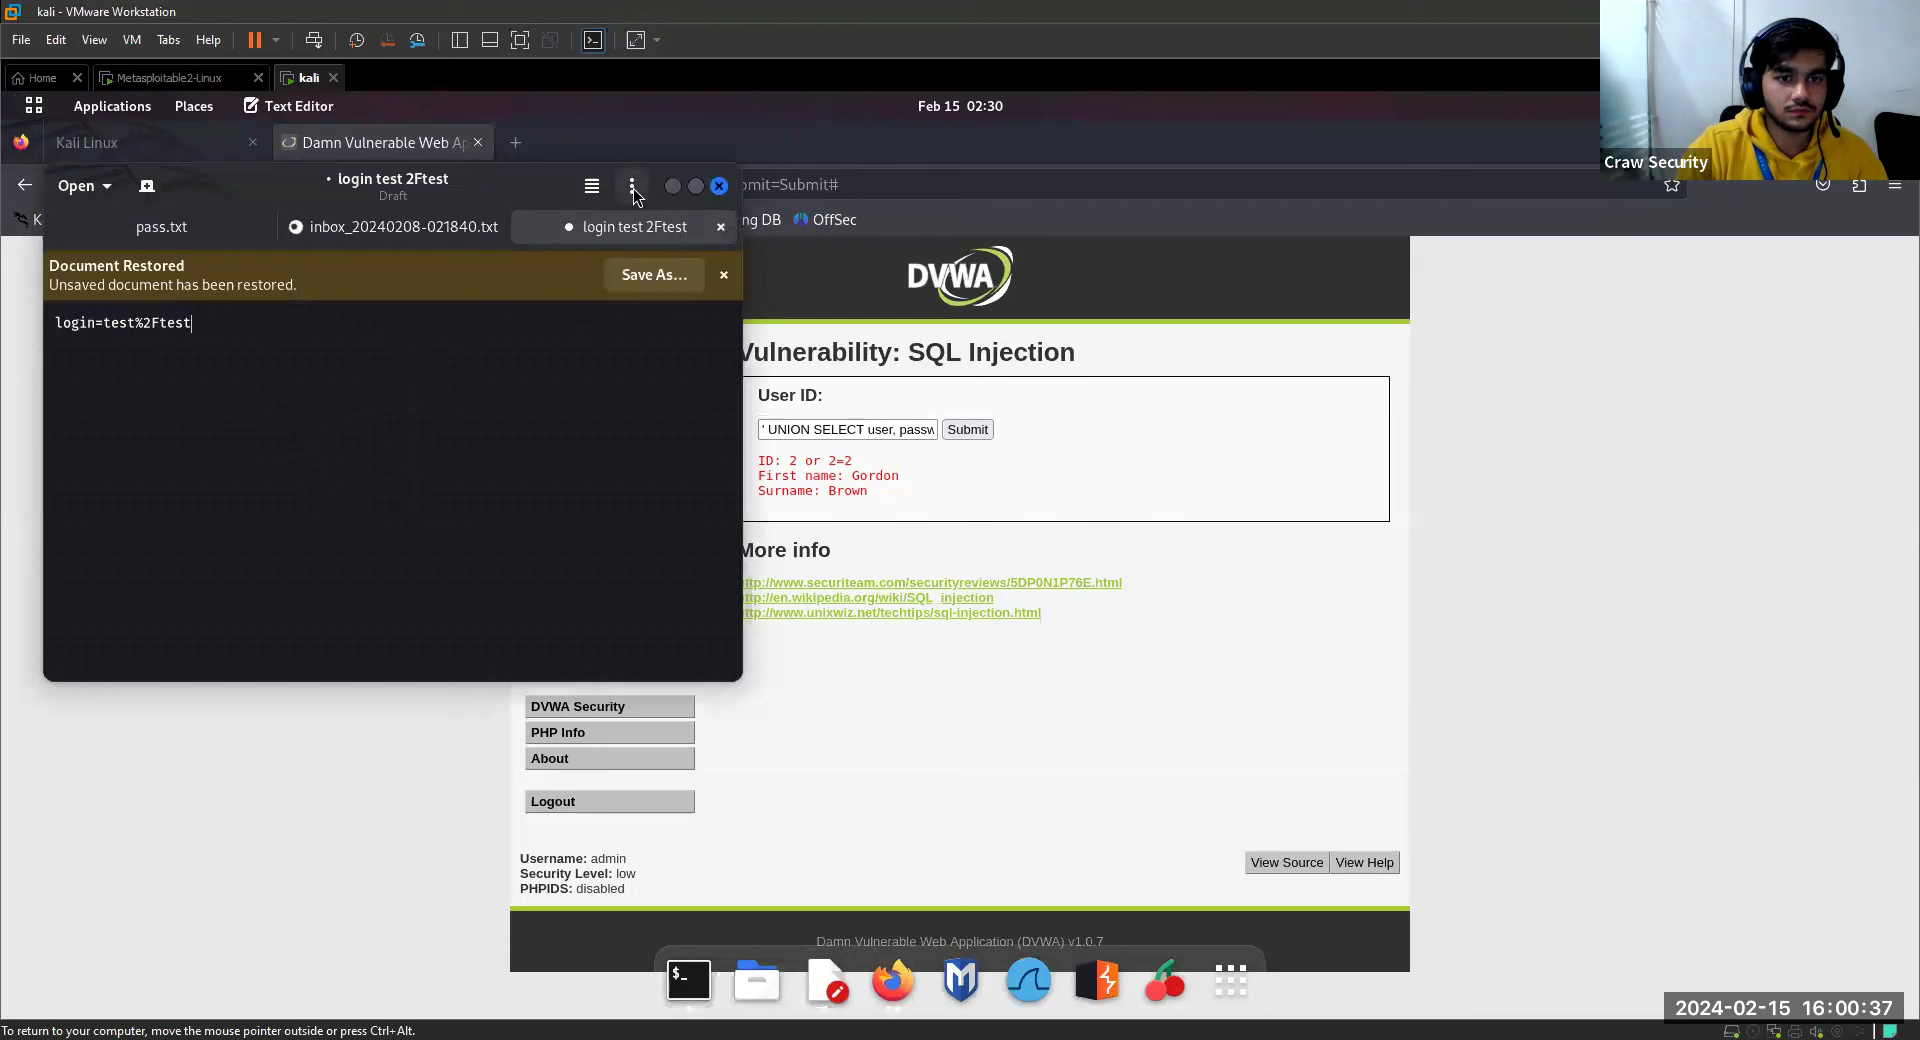 kali - VMware Workstation
File Edit View VM Tabs Help
Home Metasploitable2-Linux kali
Applications Places Text Editor Feb 15 02:30
Kali Linux Damn Vulnerable Web Ap
Open • login test 2Ftest
Draft
omit=Submit#
Craw Security
pass.txt inbox_20240208-021840.txt login test 2Ftest
K ng DB OffSec
Document Restored
Unsaved document has been restored.
Save As...
login=test%2Ftest
DVWA
Vulnerability: SQL Injection
User ID:
' UNION SELECT user, passw Submit
ID: 2 or 2=2
First name: Gordon
Surname: Brown
More info
ttp://www.securiteam.com/securityreviews/5DP0N1P76E.html
ttp://en.wikipedia.org/wiki/SQL_injection
ttp://www.unixwiz.net/techtips/sql-injection.html
DVWA Security
PHP Info
About
Logout
Username: admin
Security Level: low
PHPIDS: disabled
View Source View Help
Damn Vulnerable Web Application (DVWA) v1.0.7
$_
2024-02-15 16:00:37
To return to your computer, move the mouse pointer outside or press Ctrl+Alt.